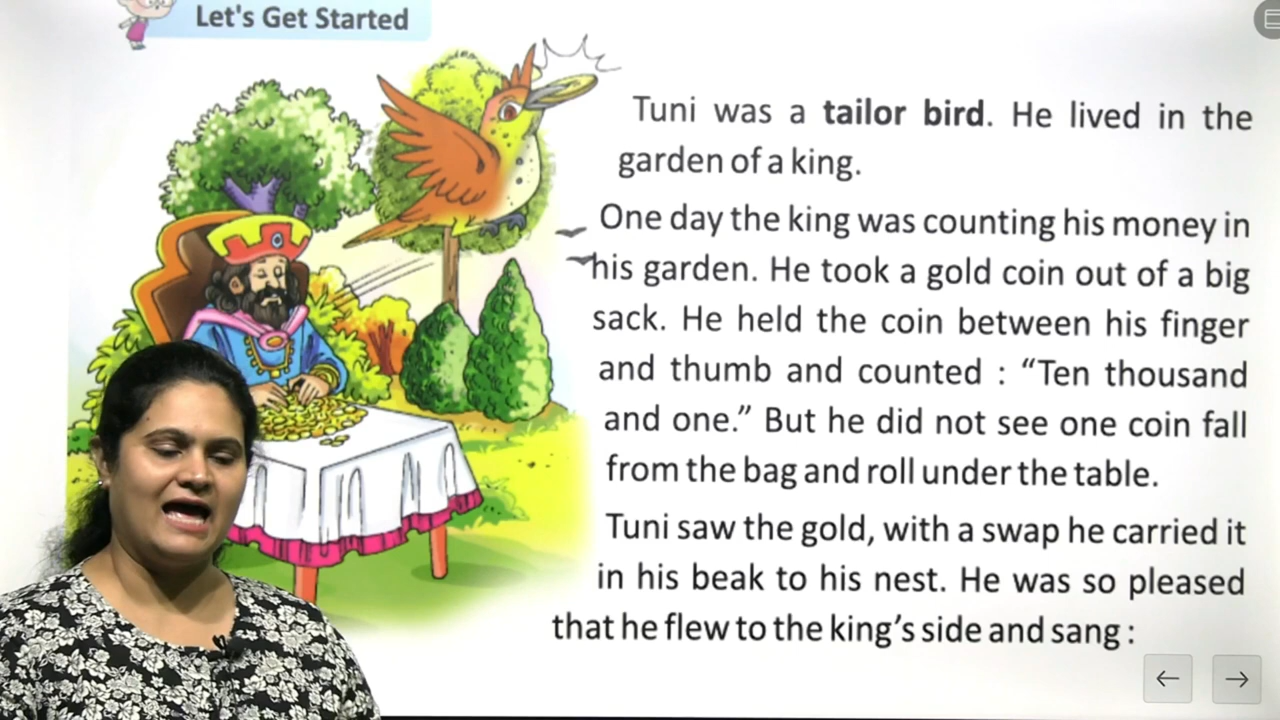 Let's Get Started
Tuni was a tailor bird. He lived in the
garden of a king.
One day the king was counting his money in
his garden. He took a gold coin out of a big
sack. He held the coin between his finger
and thumb and counted : “Ten thousand
and one.” But he did not see one coin fall
from the bag and roll under the table.
Tuni saw the gold, with a swap he carried it
in his beak to his nest. He was so pleased
that he flew to the king’s side and sang :